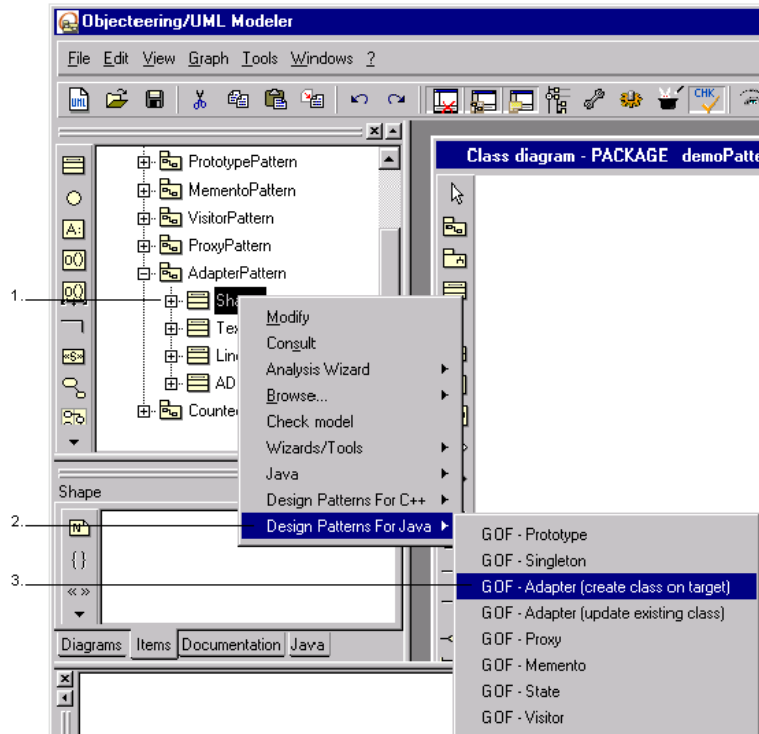 Objecteering/UML Modeler
File Edit View Graph Tools Windows ?
UML CHK
PrototypePattern
MementoPattern
VisitorPattern
ProxyPattern
AdapterPattern
1.
Class diagram - PACKAGE demoPatte
A:
0()
0()
«S»
Modify
Consult
Analysis Wizard
Browse...
Check model
Wizards/Tools
Java
Design Patterns For C++
Design Patterns For Java
Shape
2.
N
{ }
3.
« »
GOF - Prototype
GOF - Singleton
GOF - Adapter (create class on target)
GOF - Adapter (update existing class)
GOF - Proxy
GOF - Memento
GOF - State
GOF - Visitor
Diagrams Items Documentation Java